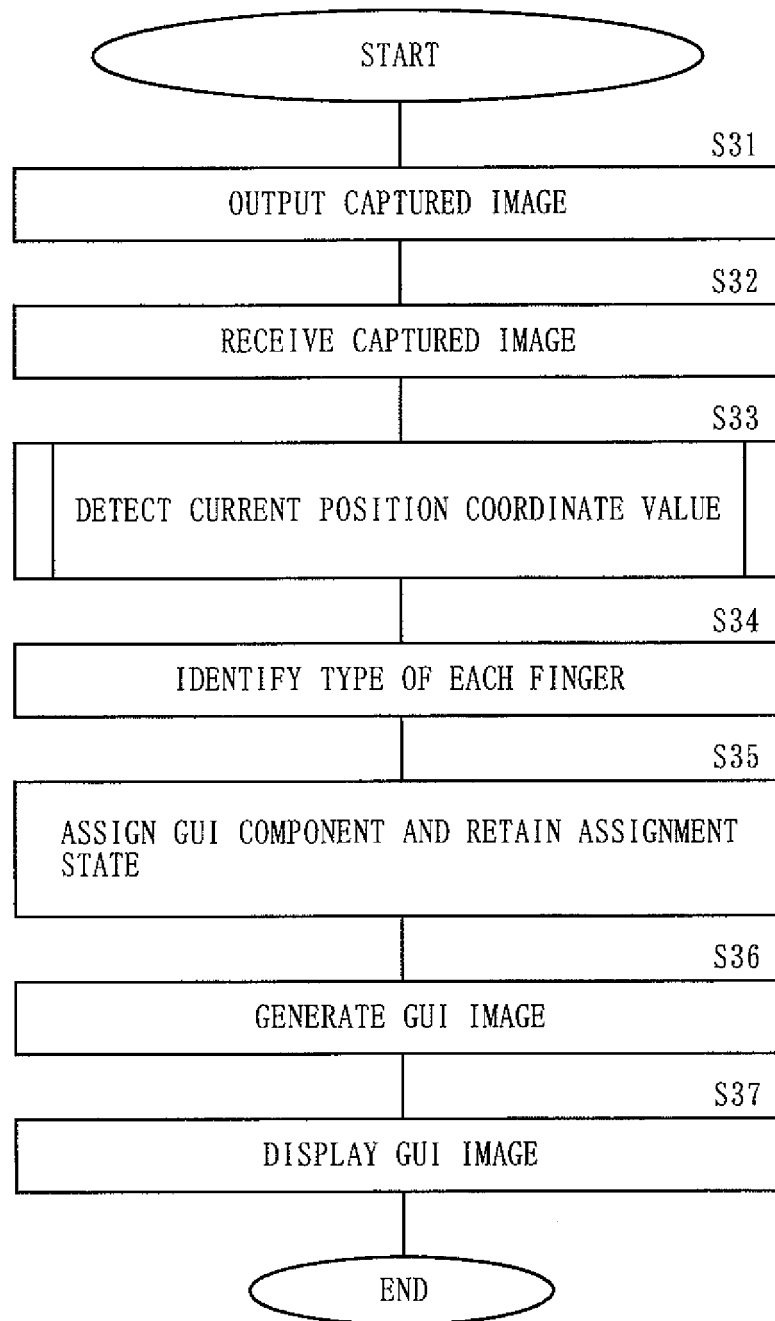 START
S31
OUTPUT CAPTURED IMAGE
S32
RECEIVE CAPTURED IMAGE
S33
DETECT CURRENT POSITION COORDINATE VALUE
S34
IDENTIFY TYPE OF EACH FINGER
S35
ASSIGN GUI COMPONENT AND RETAIN ASSIGNMENT
STATE
S36
GENERATE GUI IMAGE
S37
DISPLAY GUI IMAGE
END